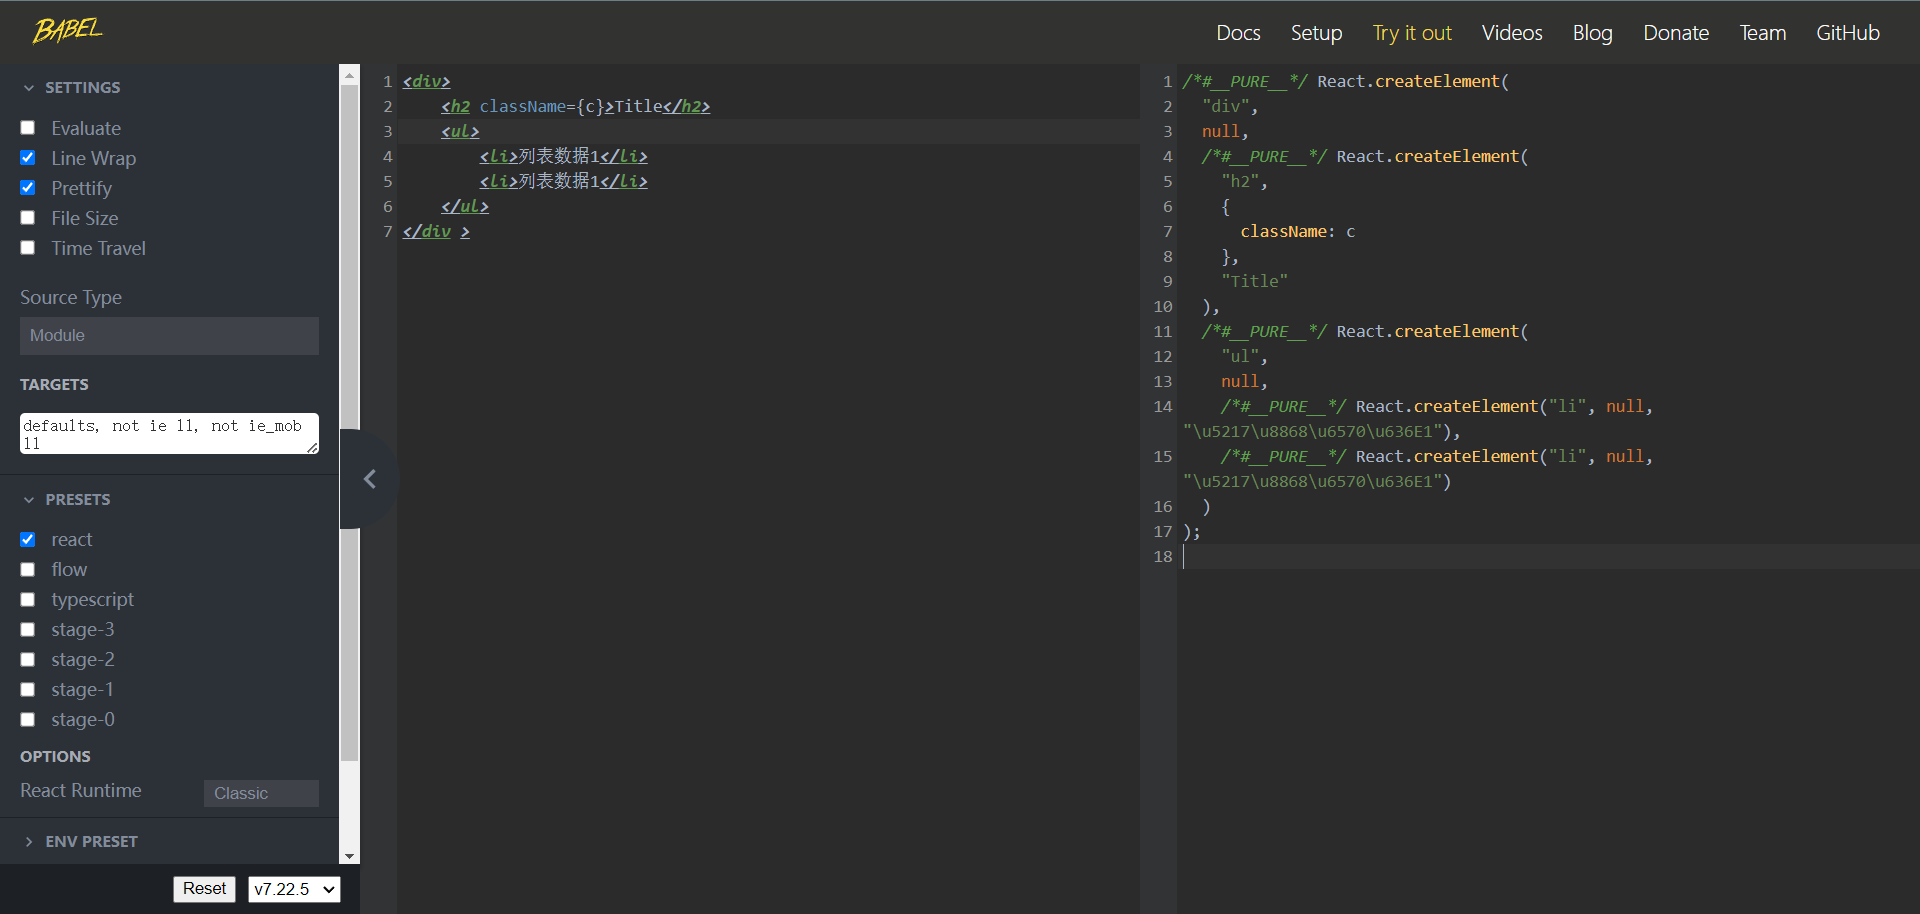 BABEL
Docs Setup Try it out Videos Blog Donate Team GitHub
SETTINGS
Evaluate
Line Wrap
Prettify
File Size
Time Travel
Source Type
Module
TARGETS
defaults, not ie 11, not ie_mob
11
PRESETS
react
flow
typescript
stage-3
stage-2
stage-1
stage-0
OPTIONS
React Runtime Classic
ENV PRESET
Reset v7.22.5
1 <div>
2     <h2 className={c}>Title</h2>
3     <ul>
4         <li>列表数据1</li>
5         <li>列表数据1</li>
6     </ul>
7 </div >
1 /*#__PURE__*/ React.createElement(
2   "div",
3   null,
4   /*#__PURE__*/ React.createElement(
5     "h2",
6     {
7       className: c
8     },
9     "Title"
10   ),
11   /*#__PURE__*/ React.createElement(
12     "ul",
13     null,
14     /*#__PURE__*/ React.createElement("li", null,
"\u5217\u8868\u6570\u636E1"),
15     /*#__PURE__*/ React.createElement("li", null,
"\u5217\u8868\u6570\u636E1")
16   )
17 );
18